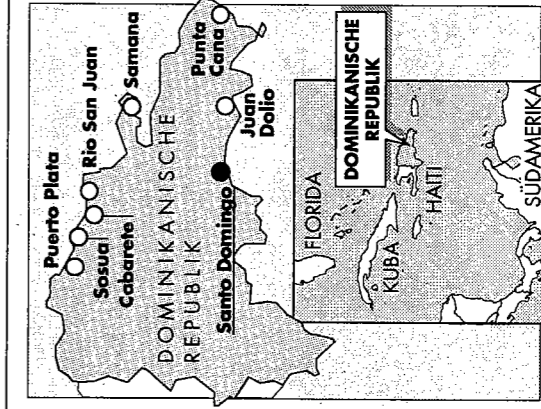 Puerto Plata
Sosua
Cabarete
Rio San Juan
Samana
DOMINIKANISCHE
REPUBLIK
Santo Domingo
Punta
Cana
Juan
Dolio
FLORIDA
KUBA
DOMINIKANISCHE
REPUBLIK
HAITI
SÜDAMERIKA